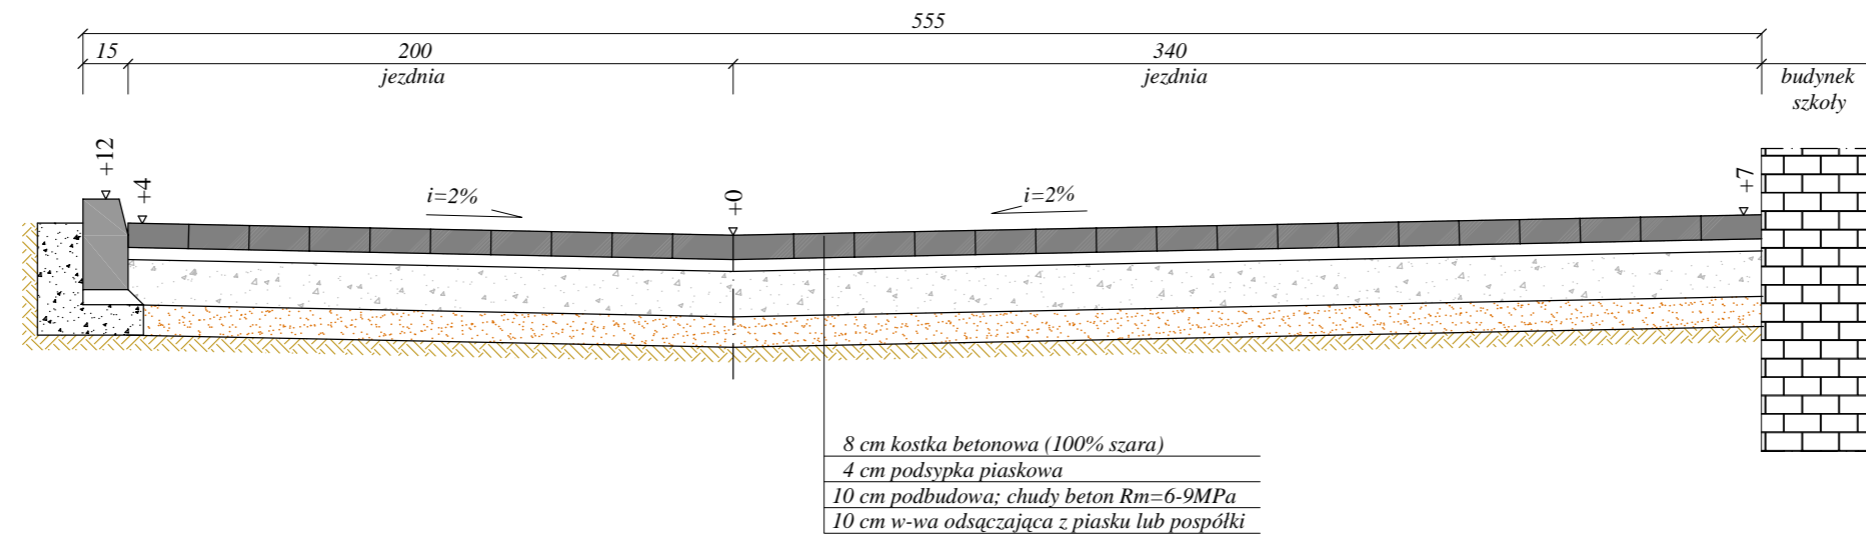 555
15 200 340
jezdnia jezdnia
budynek
szkoły
+12
+4
i=2%
+0
i=2%
+7
8 cm kostka betonowa (100% szara)
4 cm podsypka piaskowa
10 cm podbudowa; chudy beton Rm=6-9MPa
10 cm w-wa odsączająca z piasku lub pospółki